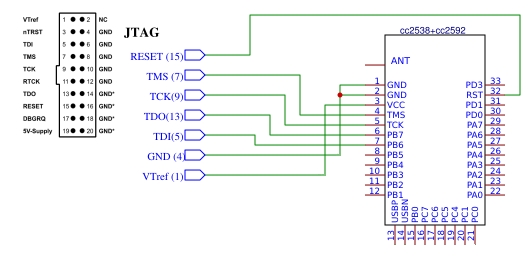 VTref 1 2 NC
nTRST 3 4 GND
TDI 5 6 GND
TMS 7 8 GND
TCK 9 10 GND
RTCK 11 12 GND
TDO 13 14 GND*
RESET 15 16 GND*
DBGRQ 17 18 GND*
5V-Supply 19 20 GND*
JTAG
RESET (15)
TMS (7)
TCK(9)
TDO(13)
TDI(5)
GND (4)
VTref (1)
cc2538+cc2592
ANT
1 GND PD3 33
2 GND RST 32
3 VCC PD1 31
4 TMS PD0 30
5 TCK PA7 29
6 PB7 PA6 28
7 PB6 PA5 27
8 PB5 PA4 26
9 PB4 PA3 25
10 PB3 PA2 24
11 PB2 PA1 23
12 PB1 PA0 22
USBP USBN PB0 PC7 PC6 PC5 PC4 PC2 PC1 PC0
13 14 15 16 17 18 19 20 21